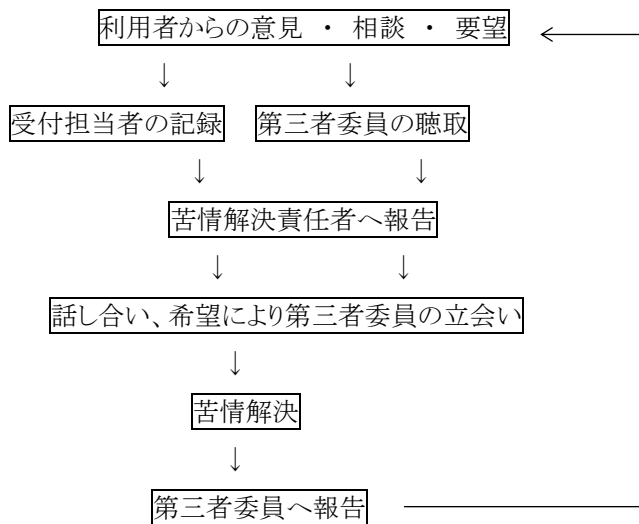 利用者からの意見 ・ 相談 ・ 要望
↓ ↓
受付担当者の記録 第三者委員の聴取
↓ ↓
苦情解決責任者へ報告
↓ ↓
話し合い、希望により第三者委員の立会い
↓
苦情解決
↓
第三者委員へ報告